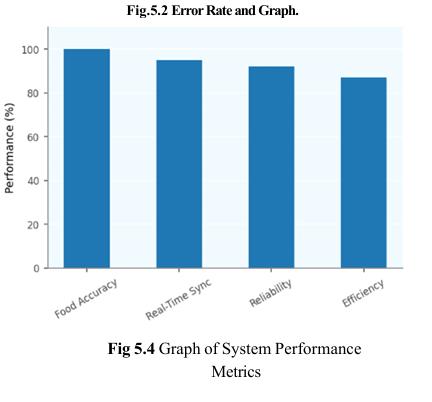 Fig.5.2 Error Rate and Graph.
100
80
60
40
20
0
Performance (%)
Food Accuracy
Real-Time Sync
Reliability
Efficiency
Fig 5.4 Graph of System Performance
Metrics